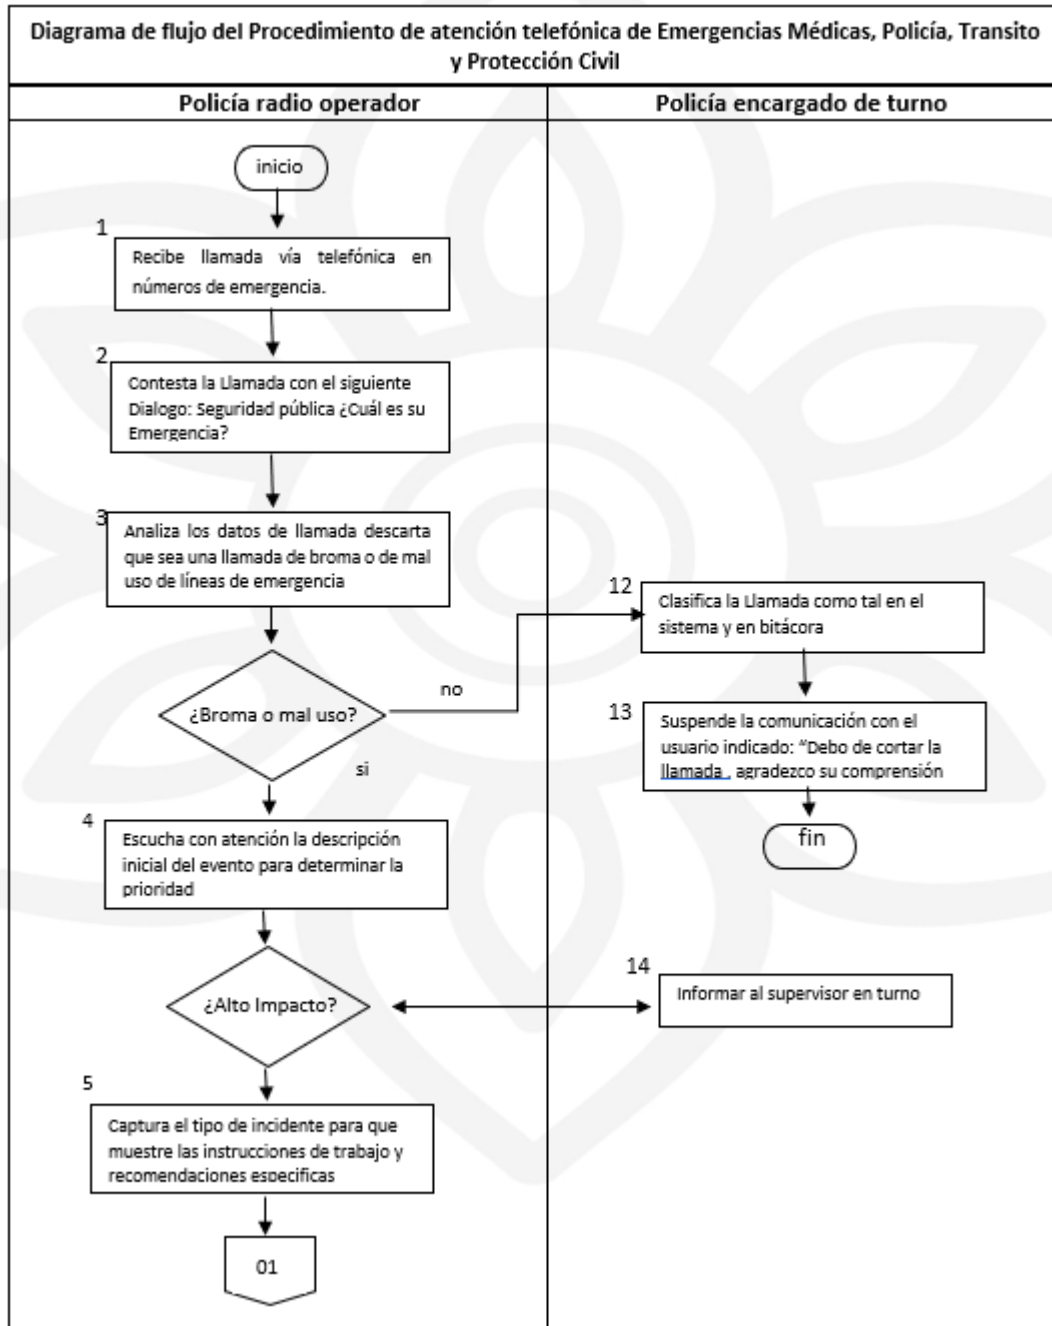 Diagrama de flujo del Procedimiento de atención telefónica de Emergencias Médicas, Policía, Transito
y Protección Civil
Policía radio operador
Policía encargado de turno
inicio
1
Recibe llamada vía telefónica en
números de emergencia.
2
Contesta la Llamada con el siguiente
Dialogo: Seguridad pública ¿Cuál es su
Emergencia?
3
Analiza los datos de llamada descarta
que sea una llamada de broma o de mal
uso de líneas de emergencia
¿Broma o mal uso?
no
si
12
Clasifica la Llamada como tal en el
sistema y en bitácora
13
Suspende la comunicación con el
usuario indicado: “Debo de cortar la
llamada , agradezco su comprensión
fin
4
Escucha con atención la descripción
inicial del evento para determinar la
prioridad
¿Alto Impacto?
14
Informar al supervisor en turno
5
Captura el tipo de incidente para que
muestre las instrucciones de trabajo y
recomendaciones especificas
01